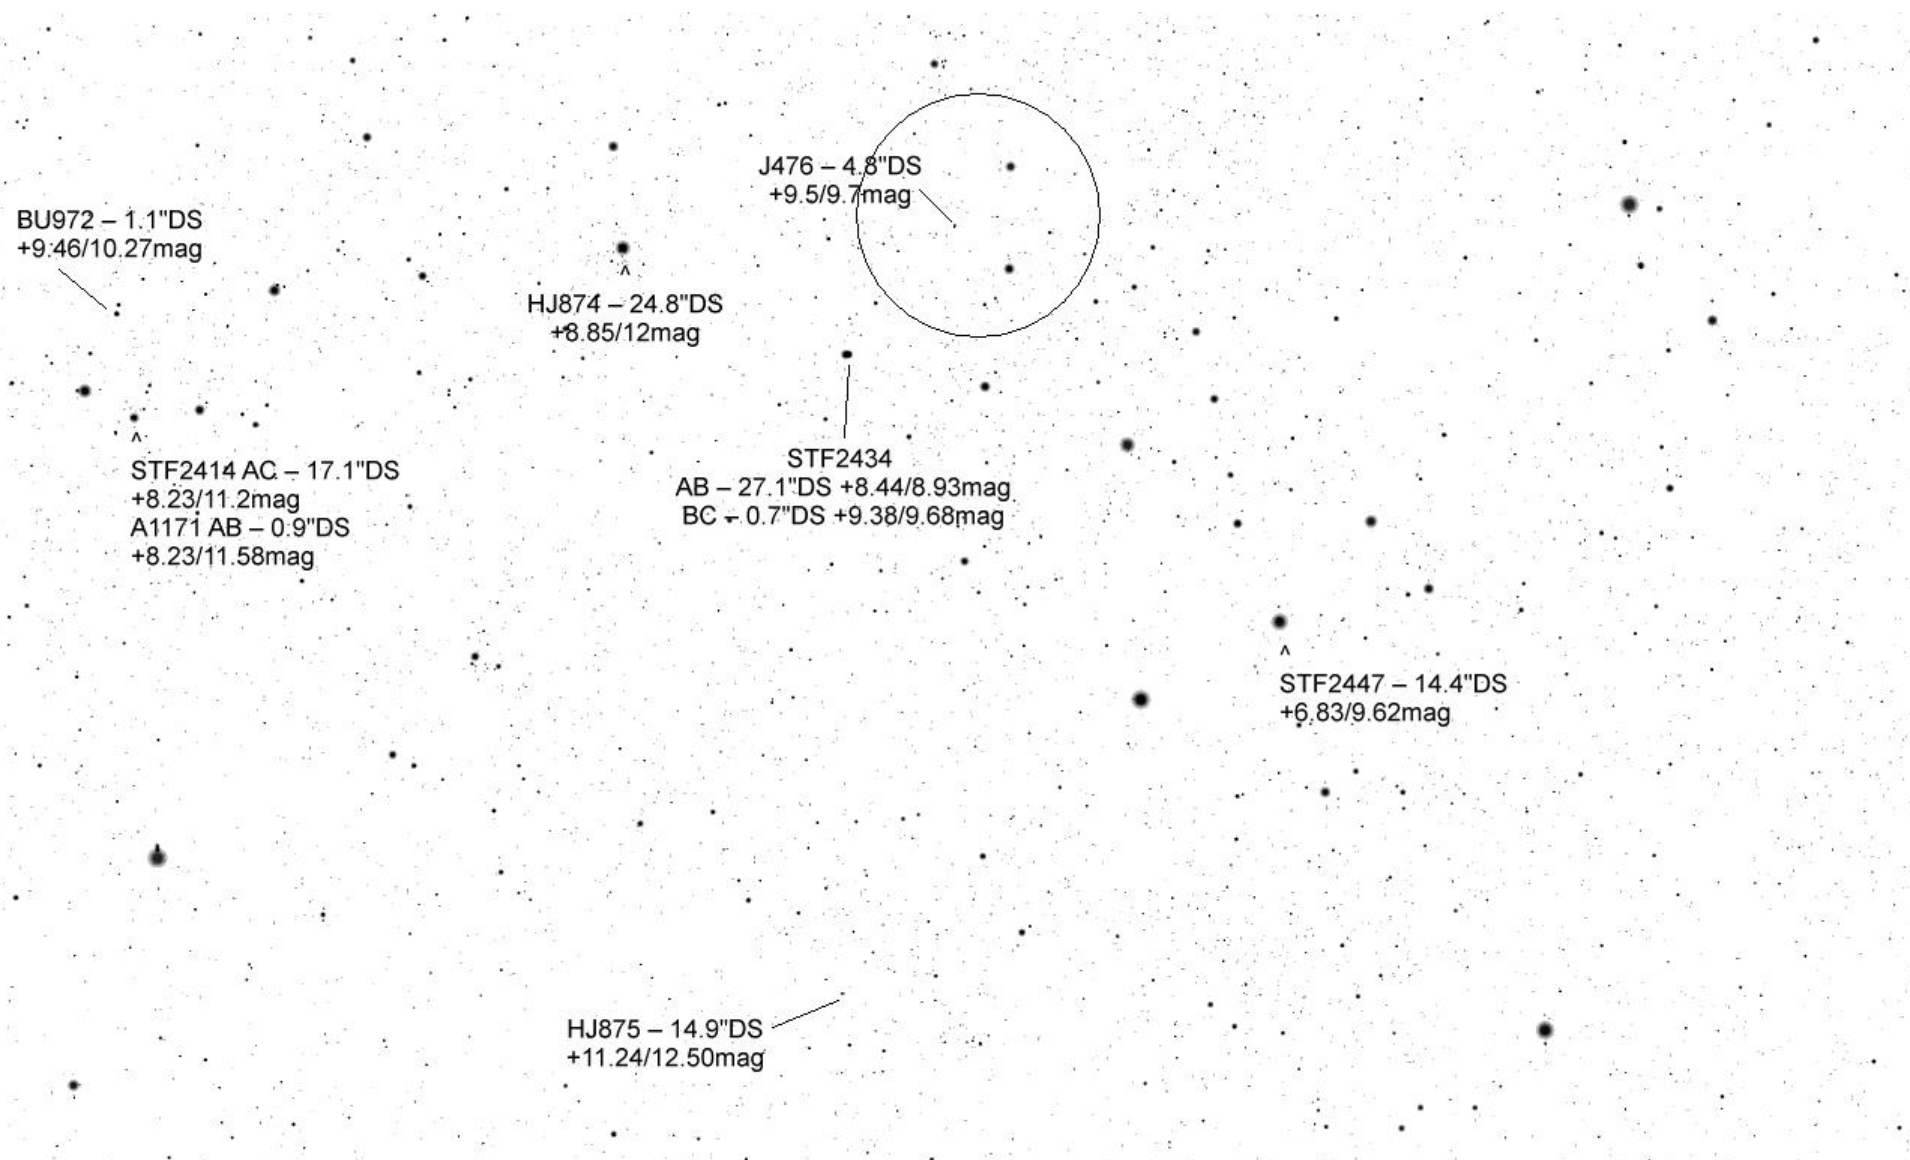 J476 – 4.8"DS
+9.5/9.7mag
BU972 – 1.1"DS
+9.46/10.27mag
^
HJ874 – 24.8"DS
+8.85/12mag
^
STF2414 AC – 17.1"DS
+8.23/11.2mag
A1171 AB – 0.9"DS
+8.23/11.58mag
STF2434
AB – 27.1"DS +8.44/8.93mag
BC – 0.7"DS +9.38/9.68mag
^
STF2447 – 14.4"DS
+6.83/9.62mag
HJ875 – 14.9"DS
+11.24/12.50mag